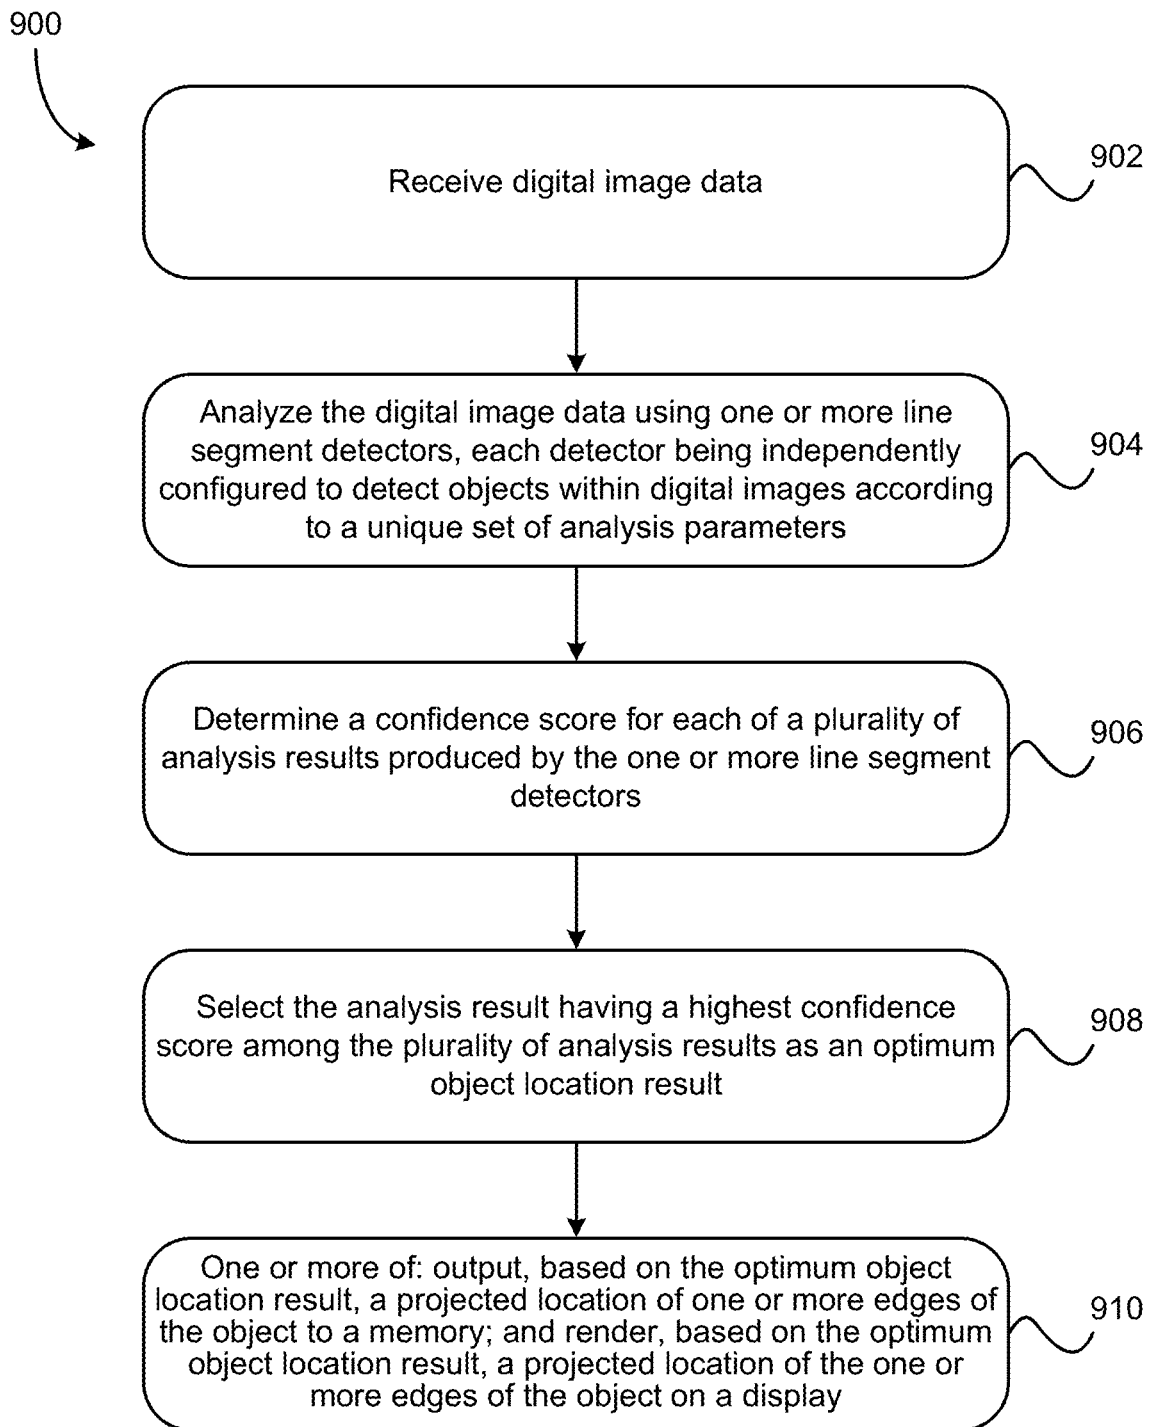 900
Receive digital image data
902
Analyze the digital image data using one or more line
segment detectors, each detector being independently
configured to detect objects within digital images according
to a unique set of analysis parameters
904
Determine a confidence score for each of a plurality of
analysis results produced by the one or more line segment
detectors
906
Select the analysis result having a highest confidence
score among the plurality of analysis results as an optimum
object location result
908
One or more of: output, based on the optimum object
location result, a projected location of one or more edges of
the object to a memory; and render, based on the optimum
object location result, a projected location of the one or
more edges of the object on a display
910